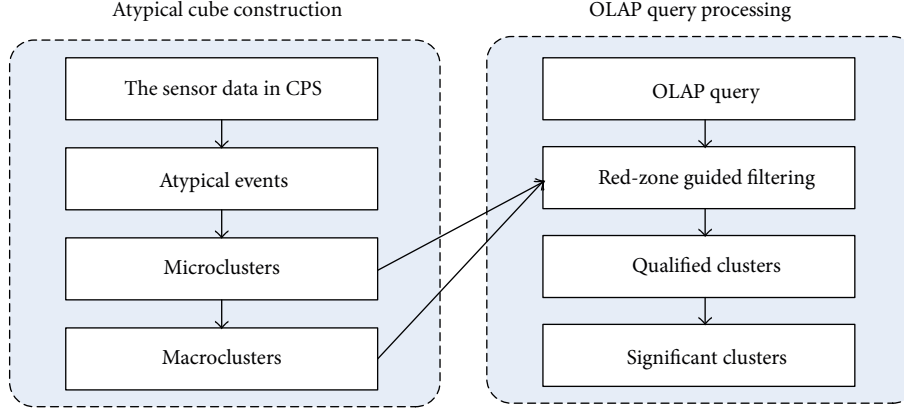 Atypical cube construction
The sensor data in CPS
Atypical events
Microclusters
Macroclusters
OLAP query processing
OLAP query
Red-zone guided filtering
Qualified clusters
Significant clusters